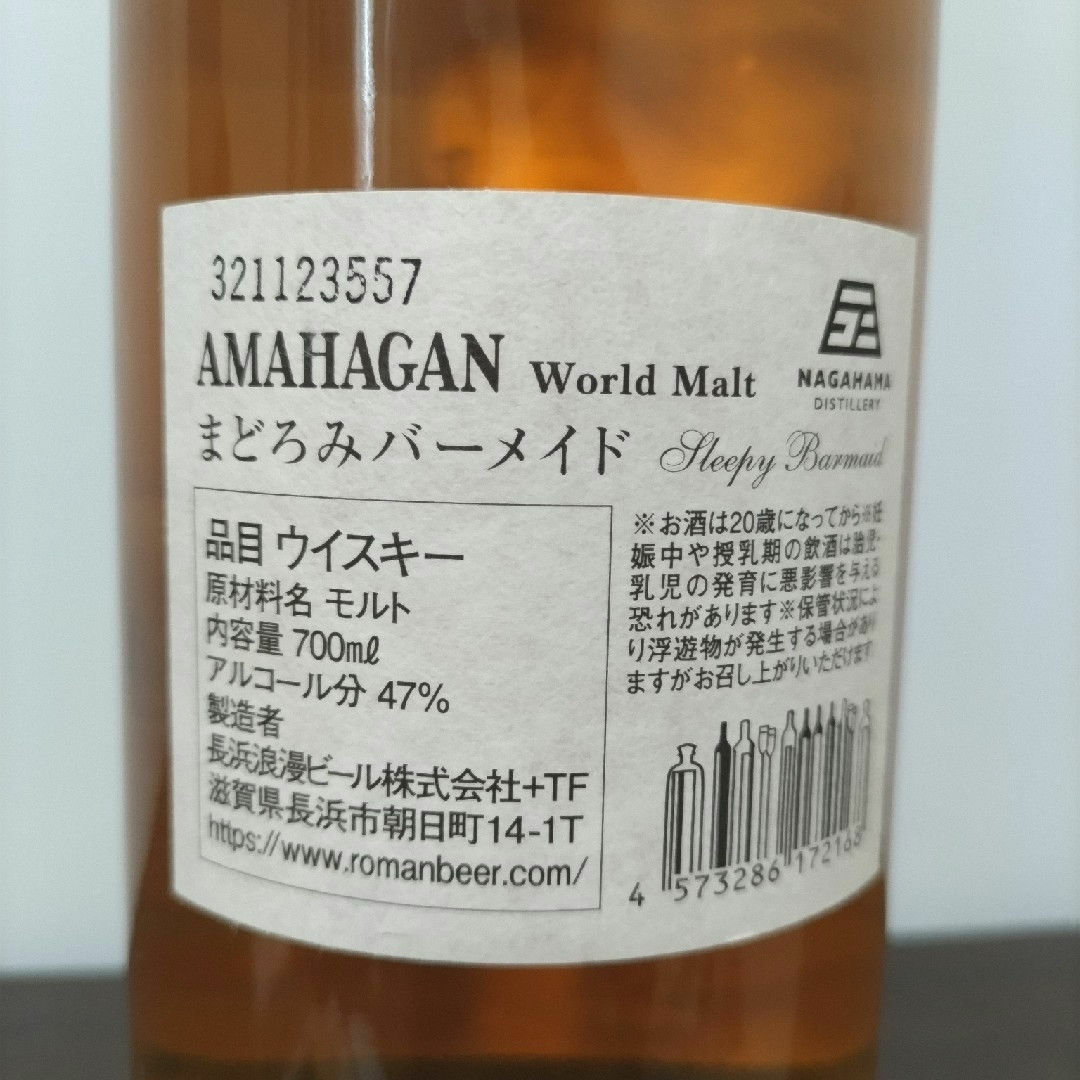 321123557
AMAHAGAN World Malt
NAGAHAMA
DISTILLERY
まどろみバーメイド Sleepy Barmaid
品目 ウイスキー
原材料名 モルト
内容量 700㎖
アルコール分 47%
製造者
長浜浪漫ビール株式会社+TF
滋賀県長浜市朝日町14-1T
https://www.romanbeer.com/
※お酒は20歳になってから※妊
娠中や授乳期の飲酒は胎児・
乳児の発育に悪影響を与える
恐れがあります※保管状況によ
り浮遊物が発生する場合があり
ますがお召し上がりいただけます
4 573286 172168